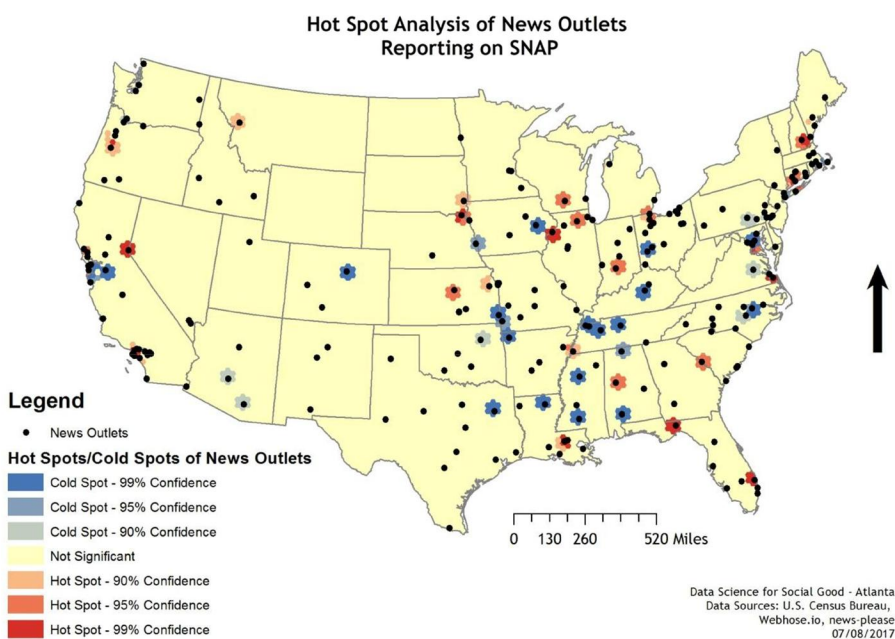 Hot Spot Analysis of News Outlets
Reporting on SNAP
Legend
News Outlets
Hot Spots/Cold Spots of News Outlets
Cold Spot - 99% Confidence
Cold Spot - 95% Confidence
Cold Spot - 90% Confidence
Not Significant
Hot Spot - 90% Confidence
Hot Spot - 95% Confidence
Hot Spot - 99% Confidence
0 130 260 520 Miles
Data Science for Social Good - Atlanta
Data Sources: U.S. Census Bureau,
Webhose.io, news-please
07/08/2017